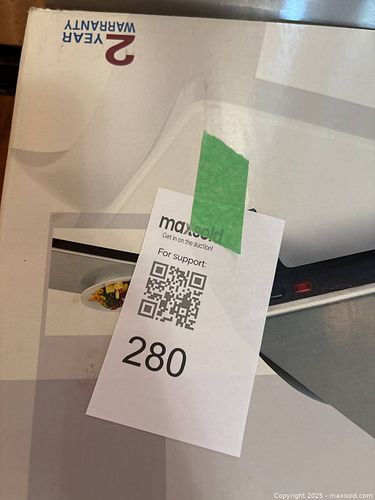 2
YEAR
WARRANTY
maxsold
Get in on the auction!
For support:
280
Copyright 2025 - maxsold.com